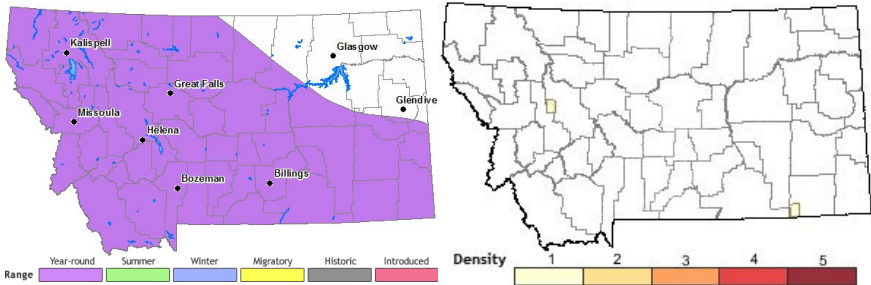 Kalispell
Glasgow
Great Falls
Glendive
Missoula
Helena
Bozeman
Billings
Year-round Summer Winter Migratory Historic Introduced
Range
Density 1 2 3 4 5